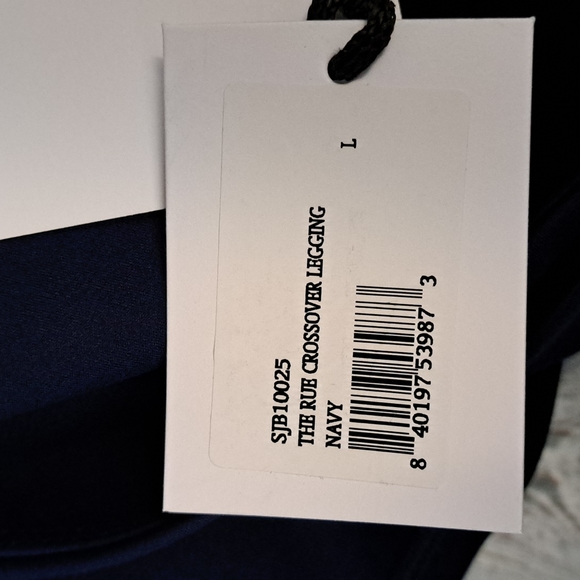 SJB10025
THE RUE CROSSOVER LEGGING
NAVY L
8 40197 53987 3